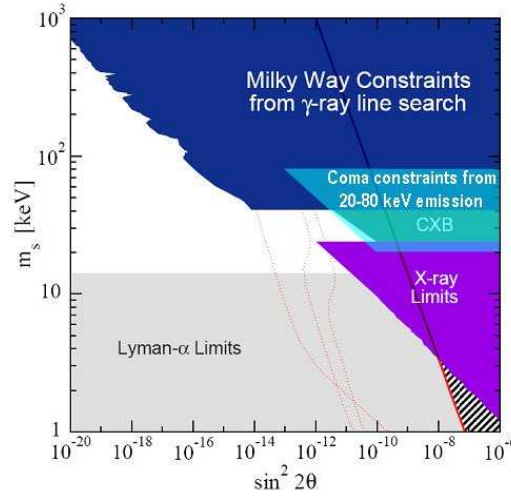 10³
10²
10
1
m_s [keV]
Milky Way Constraints
from γ-ray line search
Coma constraints from
20-80 keV emission
CXB
X-ray
Limits
Lyman-α Limits
10⁻²⁰ 10⁻¹⁸ 10⁻¹⁶ 10⁻¹⁴ 10⁻¹² 10⁻¹⁰ 10⁻⁸ 10⁻⁶
sin² 2θ